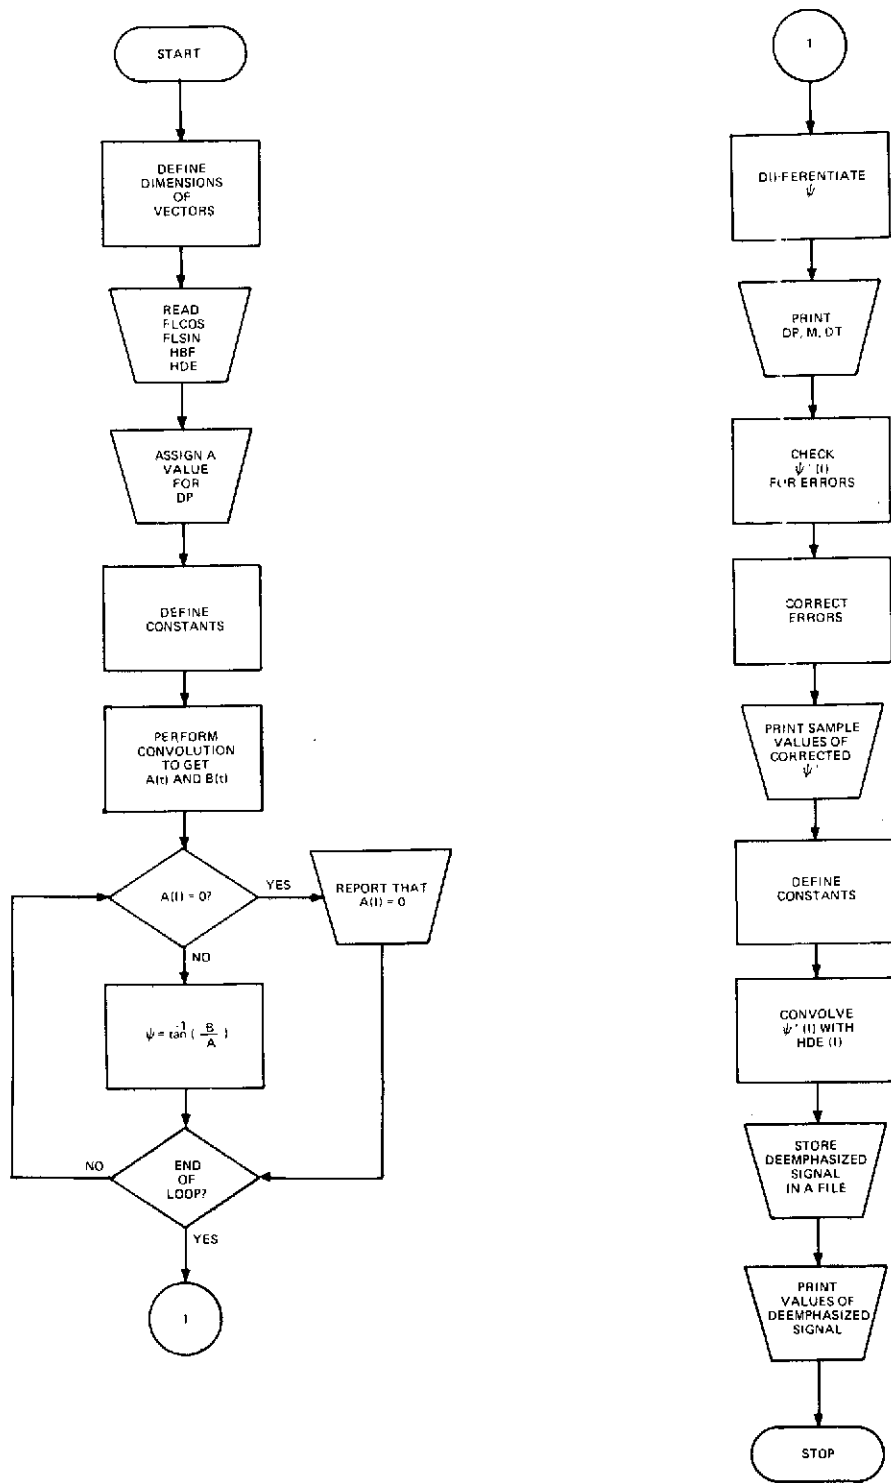 START
DEFINE
DIMENSIONS
OF
VECTORS
READ
FLCOS
FLSIN
HBF
HDE
ASSIGN A
VALUE
FOR
DP
DEFINE
CONSTANTS
PERFORM
CONVOLUTION
TO GET
A(t) AND B(t)
A(I) = 0?
YES
REPORT THAT
A(I) = 0
NO
ψ = tan⁻¹ ( B/A )
NO
END
OF
LOOP?
YES
1
1
DIFFERENTIATE
ψ
PRINT
DP, M, DT
CHECK
ψ' (I)
FOR ERRORS
CORRECT
ERRORS
PRINT SAMPLE
VALUES OF
CORRECTED
ψ'
DEFINE
CONSTANTS
CONVOLVE
ψ' (I) WITH
HDE (I)
STORE
DEEMPHASIZED
SIGNAL
IN A FILE
PRINT
VALUES OF
DEEMPHASIZED
SIGNAL
STOP